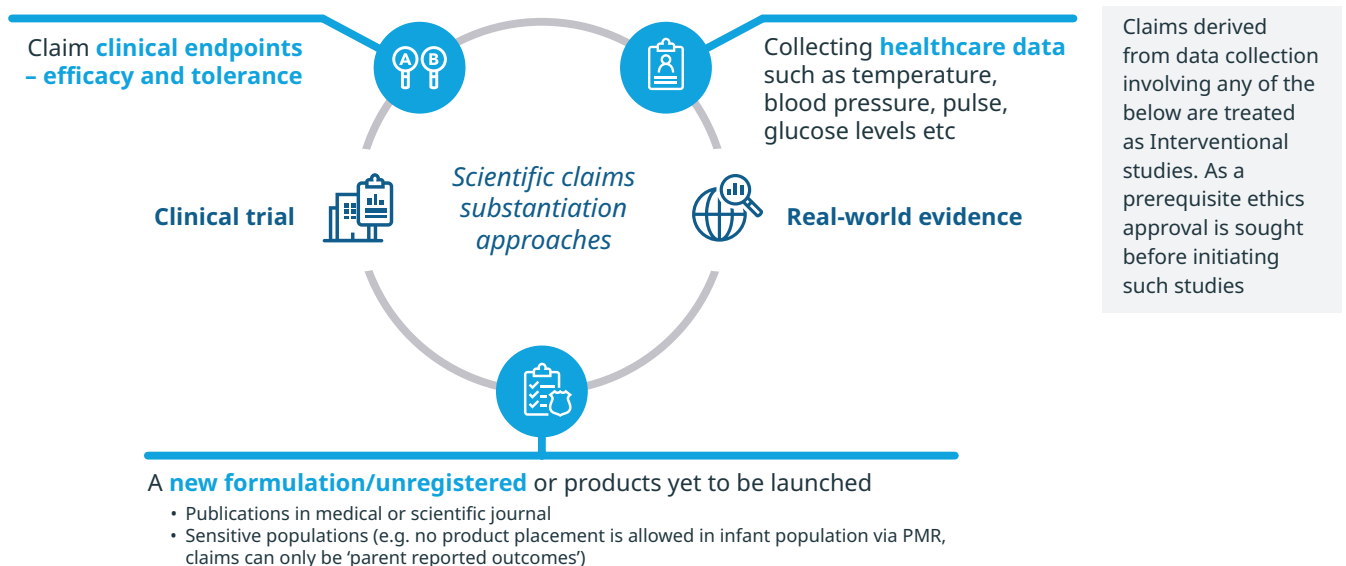 Claim clinical endpoints
– efficacy and tolerance
A B
Collecting healthcare data
such as temperature,
blood pressure, pulse,
glucose levels etc
Claims derived
from data collection
involving any of the
below are treated
as Interventional
studies. As a
prerequisite ethics
approval is sought
before initiating
such studies
Clinical trial
Scientific claims
substantiation
approaches
Real-world evidence
A new formulation/unregistered or products yet to be launched
• Publications in medical or scientific journal
• Sensitive populations (e.g. no product placement is allowed in infant population via PMR,
claims can only be ‘parent reported outcomes’)